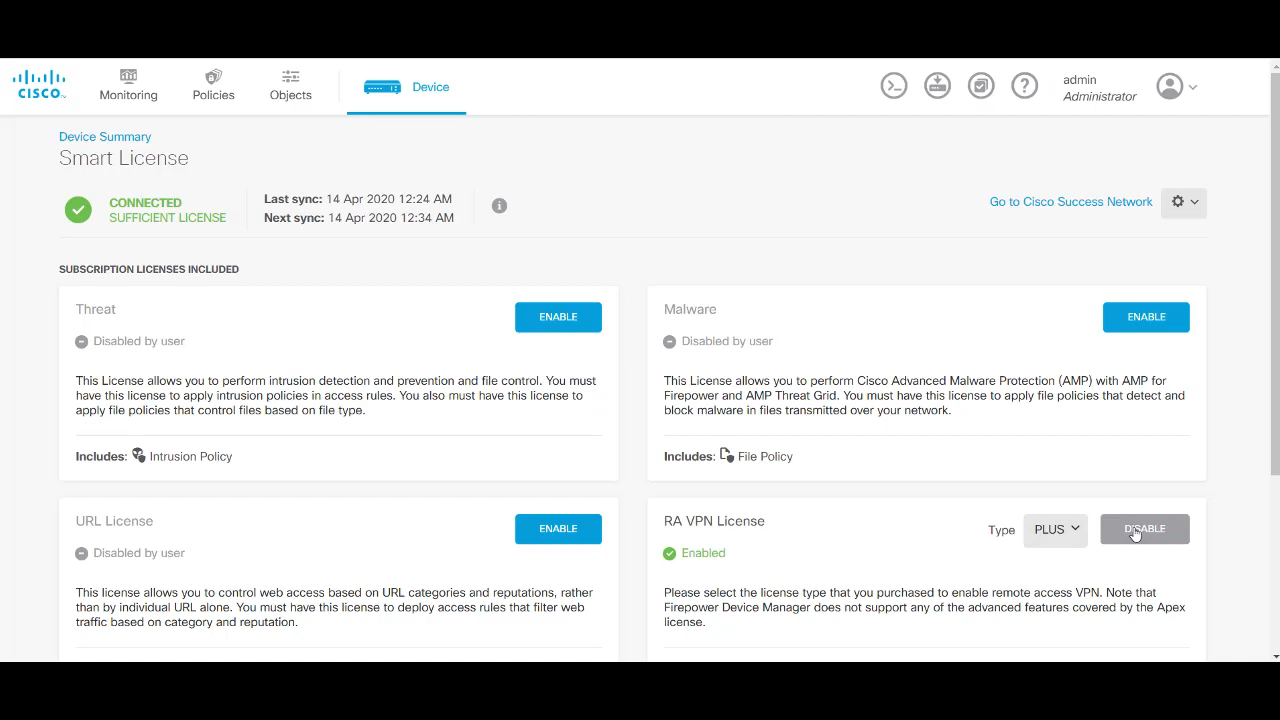 CISCO
Monitoring
Policies
Objects
Device
admin
Administrator
Device Summary
Smart License
CONNECTED
SUFFICIENT LICENSE
Last sync: 14 Apr 2020 12:24 AM
Next sync: 14 Apr 2020 12:34 AM
Go to Cisco Success Network
SUBSCRIPTION LICENSES INCLUDED
Threat
ENABLE
Disabled by user
This License allows you to perform intrusion detection and prevention and file control. You must
have this license to apply intrusion policies in access rules. You also must have this license to
apply file policies that control files based on file type.
Includes: Intrusion Policy
Malware
ENABLE
Disabled by user
This License allows you to perform Cisco Advanced Malware Protection (AMP) with AMP for
Firepower and AMP Threat Grid. You must have this license to apply file policies that detect and
block malware in files transmitted over your network.
Includes: File Policy
URL License
ENABLE
Disabled by user
This license allows you to control web access based on URL categories and reputations, rather
than by individual URL alone. You must have this license to deploy access rules that filter web
traffic based on category and reputation.
RA VPN License
Type PLUS
DISABLE
Enabled
Please select the license type that you purchased to enable remote access VPN. Note that
Firepower Device Manager does not support any of the advanced features covered by the Apex
license.